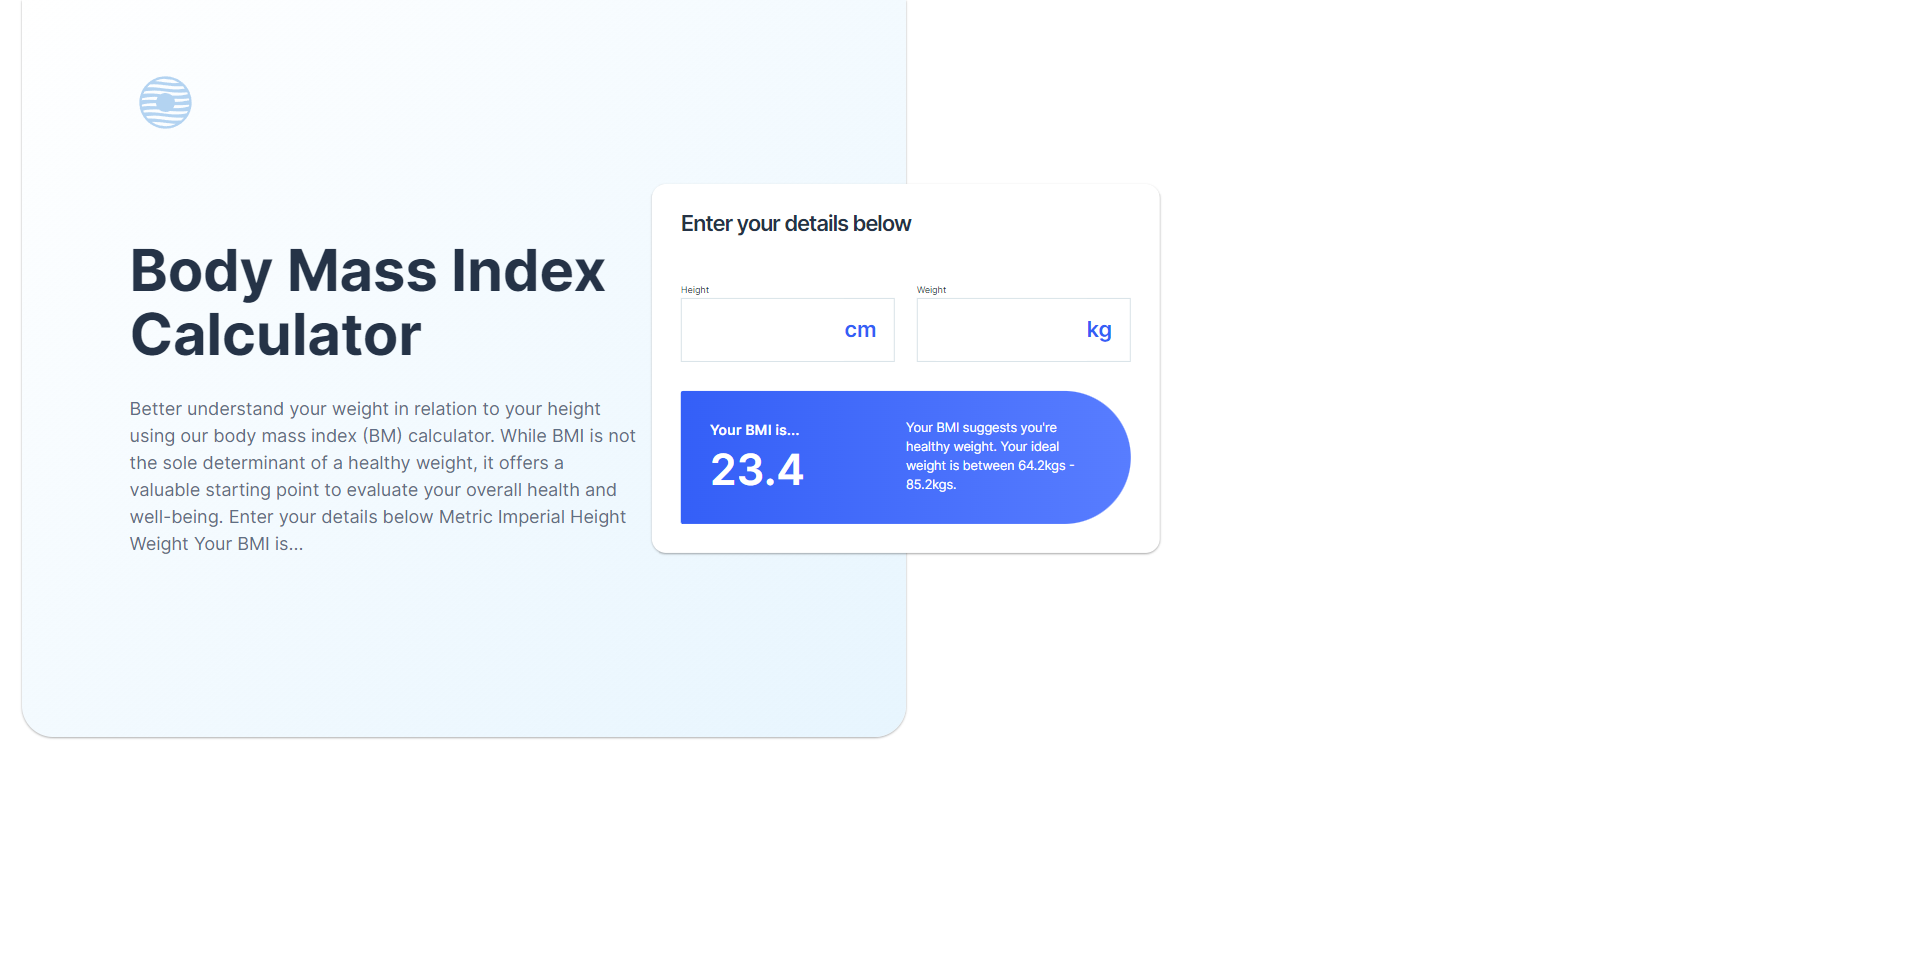 Body Mass Index
Calculator
Better understand your weight in relation to your height
using our body mass index (BM) calculator. While BMI is not
the sole determinant of a healthy weight, it offers a
valuable starting point to evaluate your overall health and
well-being. Enter your details below Metric Imperial Height
Weight Your BMI is...
Enter your details below
Height
cm
Weight
kg
Your BMI is...
23.4
Your BMI suggests you're
healthy weight. Your ideal
weight is between 64.2kgs -
85.2kgs.